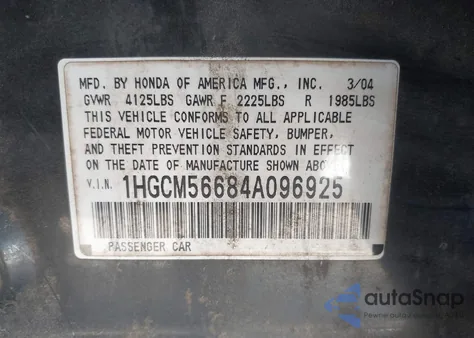 MFD. BY HONDA OF AMERICA MFG., INC. 3/04
GVWR 4125LBS GAWR F 2225LBS R 1985LBS
THIS VEHICLE CONFORMS TO ALL APPLICABLE
FEDERAL MOTOR VEHICLE SAFETY, BUMPER,
AND THEFT PREVENTION STANDARDS IN EFFECT
ON THE DATE OF MANUFACTURE SHOWN ABOVE
V.I.N. 1HGCM56684A096925
PASSENGER CAR
autoSnap